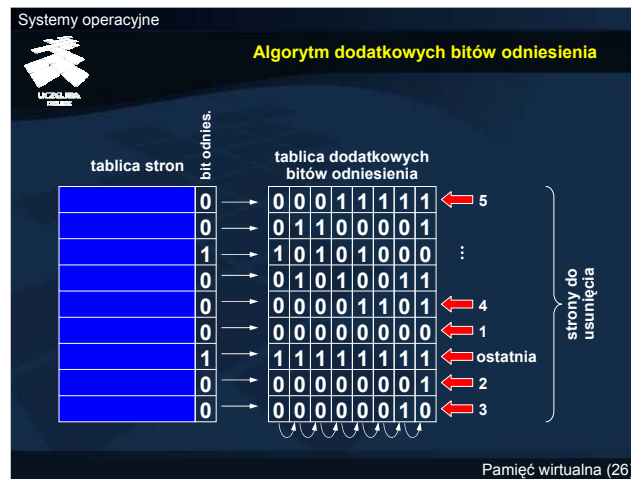 Systemy operacyjne
Algorytm dodatkowych bitów odniesienia
UCZELNIA
ONLINE
bit odnies.
tablica stron
tablica dodatkowych
bitów odniesienia
0 0 0 0 1 1 1 1 1 5
0 0 1 1 0 0 0 0 1
1 1 0 1 0 1 0 0 0 ⋮
0 0 1 0 1 0 0 1 1
0 0 0 0 0 1 1 0 1 4
0 0 0 0 0 0 0 0 0 1
1 1 1 1 1 1 1 1 1 ostatnia
0 0 0 0 0 0 0 0 1 2
0 0 0 0 0 0 0 1 0 3
strony do
usunięcia
Pamięć wirtualna (26